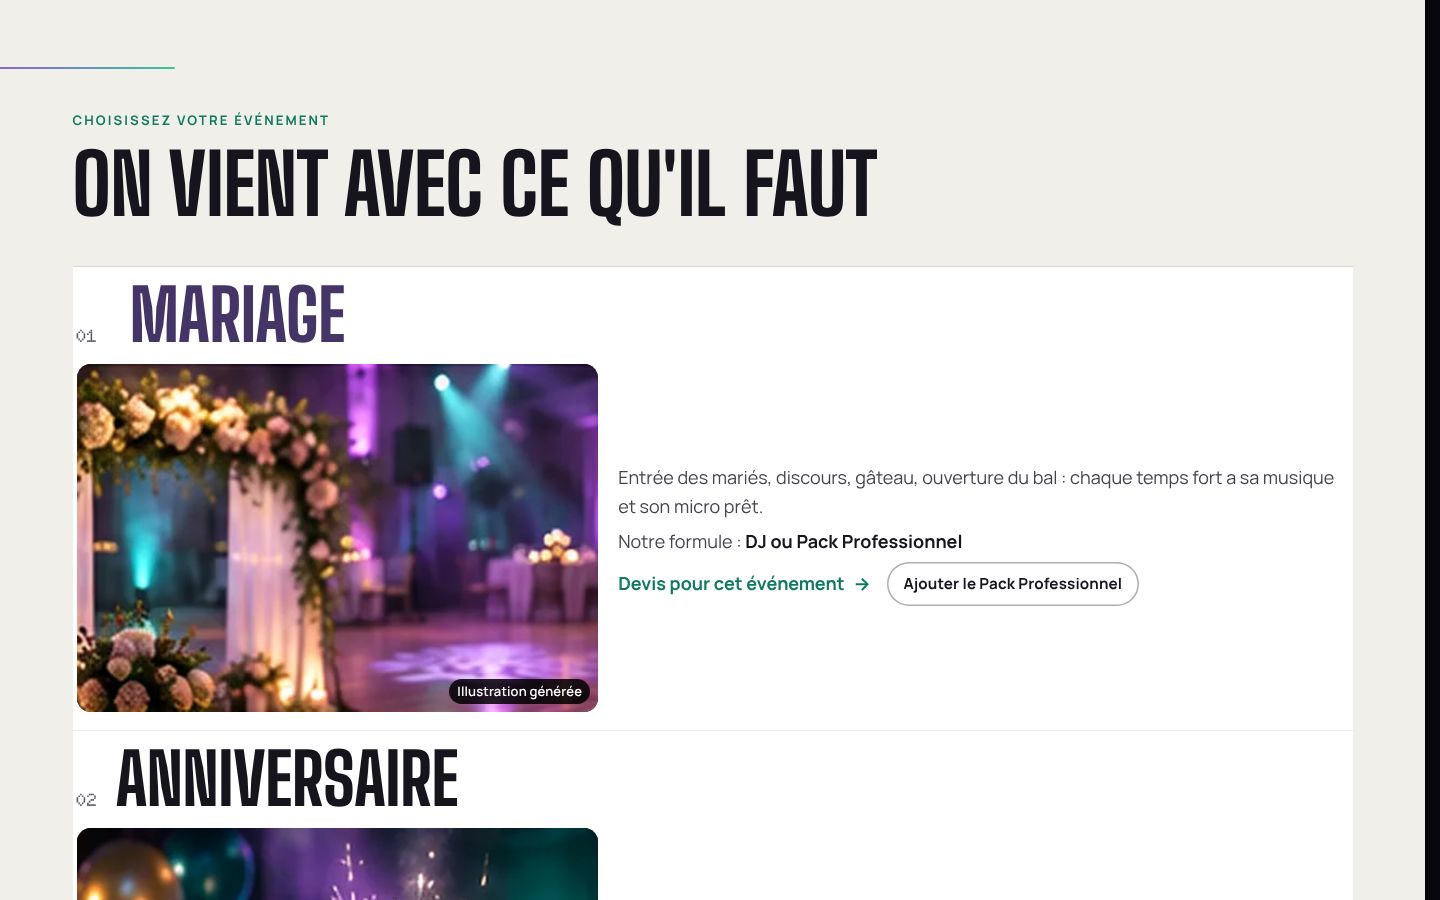 CHOISISSEZ VOTRE ÉVÉNEMENT
ON VIENT AVEC CE QU'IL FAUT
01 MARIAGE
Entrée des mariés, discours, gâteau, ouverture du bal : chaque temps fort a sa musique
et son micro prêt.
Notre formule : DJ ou Pack Professionnel
Devis pour cet événement → Ajouter le Pack Professionnel
Illustration générée
02 ANNIVERSAIRE